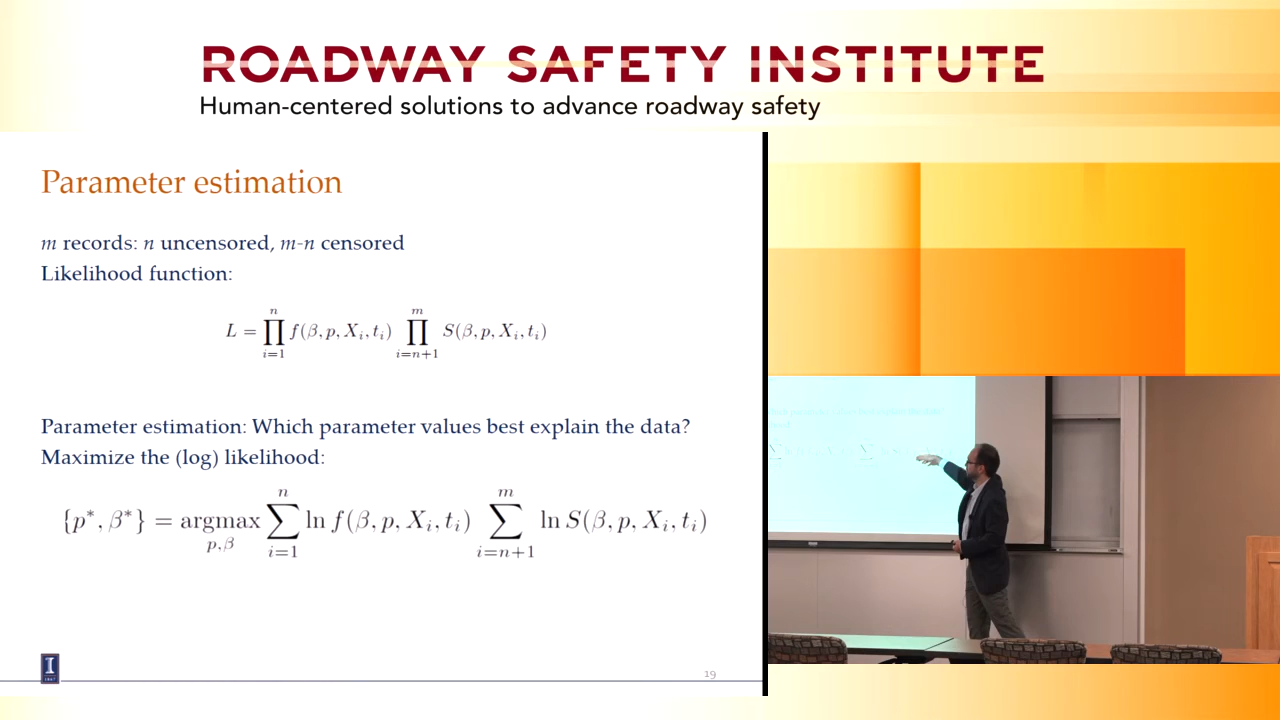 ROADWAY SAFETY INSTITUTE
Human-centered solutions to advance roadway safety
Parameter estimation
m records: n uncensored, m-n censored
Likelihood function:
L = ∏_{i=1}^{n} f(β, p, X_i, t_i) ∏_{i=n+1}^{m} S(β, p, X_i, t_i)
Parameter estimation: Which parameter values best explain the data?
Maximize the (log) likelihood:
{p*, β*} = argmax_{p,β} ∑_{i=1}^{n} ln f(β, p, X_i, t_i) ∑_{i=n+1}^{m} ln S(β, p, X_i, t_i)
I
19